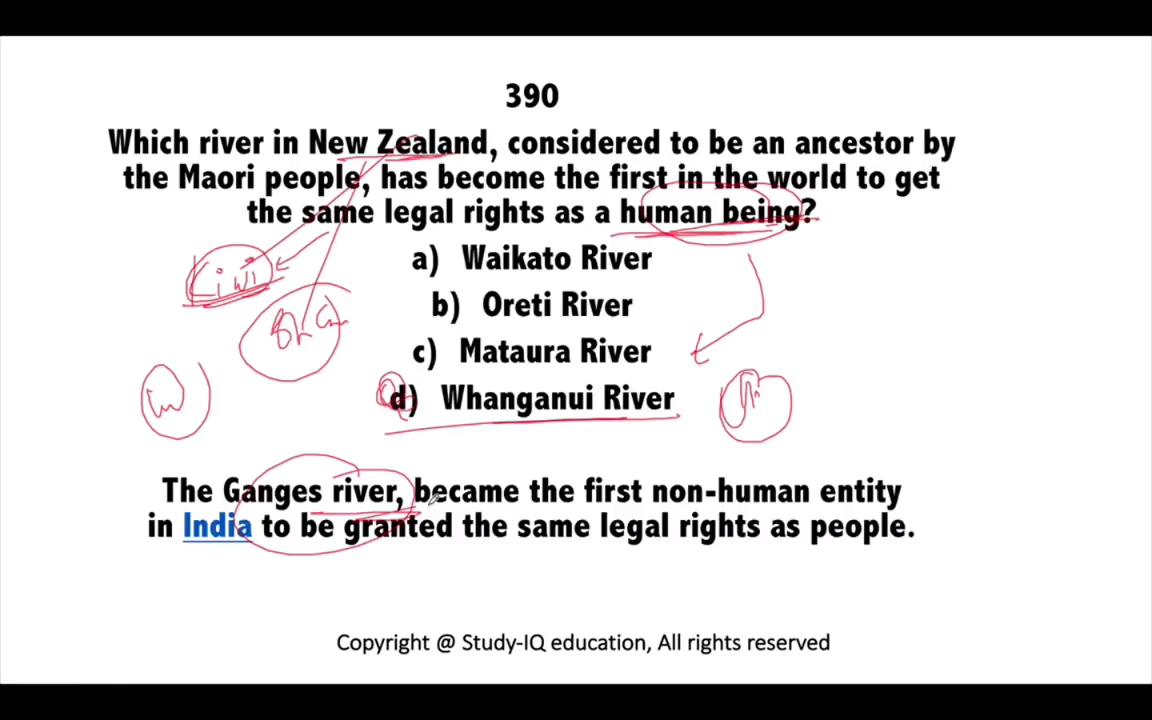 390
Which river in New Zealand, considered to be an ancestor by
the Maori people, has become the first in the world to get
the same legal rights as a human being?
a) Waikato River
b) Oreti River
c) Mataura River
d) Whanganui River
The Ganges river, became the first non-human entity
in India to be granted the same legal rights as people.
Copyright @ Study-IQ education, All rights reserved